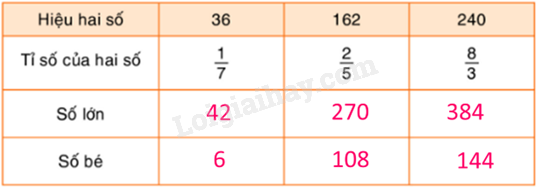 Hiệu hai số 36 162 240
Tỉ số của hai số 1/7 2/5 8/3
Số lớn 42 270 384
Loigiaihay.com
Số bé 6 108 144